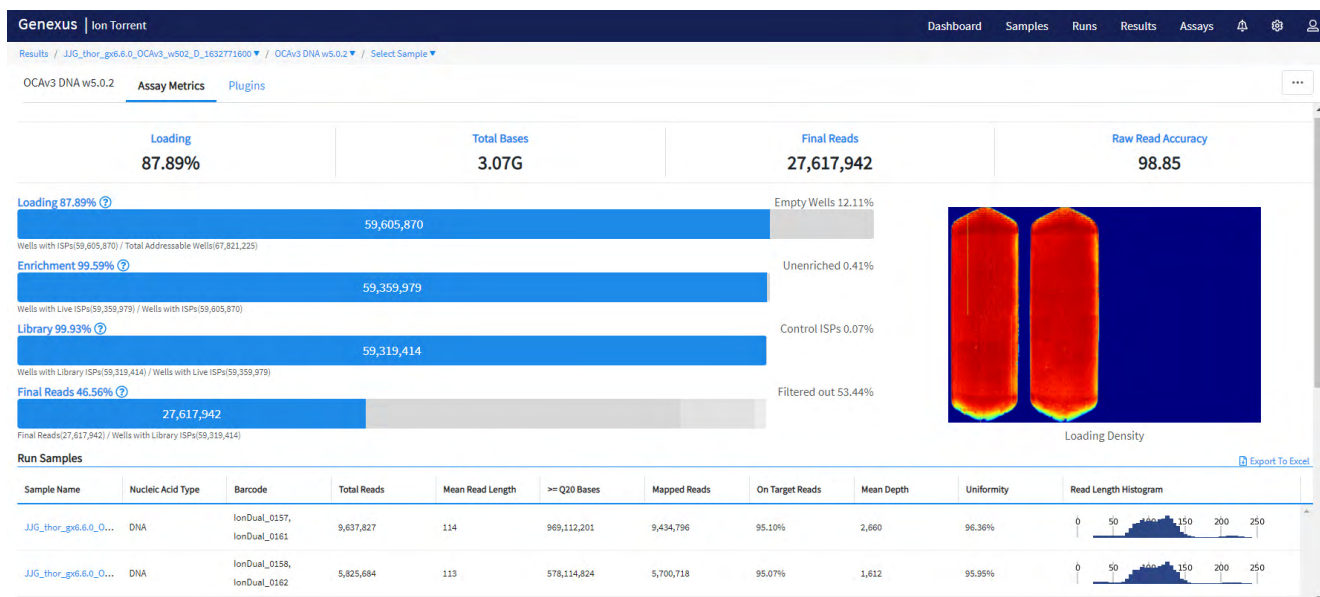 Genexus | Ion Torrent
Dashboard Samples Runs Results Assays
Results / JJG_thor_gx6.6.0_OCAv3_w502_D_1632771600 ▼ / OCAv3 DNA w5.0.2 ▼ / Select Sample ▼
OCAv3 DNA w5.0.2 Assay Metrics Plugins ...
Loading Total Bases Final Reads Raw Read Accuracy
87.89% 3.07G 27,617,942 98.85
Loading 87.89% ? Empty Wells 12.11%
59,605,870
Wells with ISPs(59,605,870) / Total Addressable Wells(67,821,225)
Enrichment 99.59% ? Unenriched 0.41%
59,359,979
Wells with Live ISPs(59,359,979) / Wells with ISPs(59,605,870)
Library 99.93% ? Control ISPs 0.07%
59,319,414
Wells with Library ISPs(59,319,414) / Wells with Live ISPs(59,359,979)
Final Reads 46.56% ? Filtered out 53.44%
27,617,942
Final Reads(27,617,942) / Wells with Library ISPs(59,319,414)
Loading Density
Run Samples
Export To Excel
Sample Name Nucleic Acid Type Barcode Total Reads Mean Read Length >= Q20 Bases Mapped Reads On Target Reads Mean Depth Uniformity Read Length Histogram
JJG_thor_gx6.6.0_O... DNA IonDual_0157, IonDual_0161 9,637,827 114 969,112,201 9,434,796 95.10% 2,660 96.36% 0 50 100 150 200 250
JJG_thor_gx6.6.0_O... DNA IonDual_0158, IonDual_0162 5,825,684 113 578,114,824 5,700,718 95.07% 1,612 95.95% 0 50 100 150 200 250